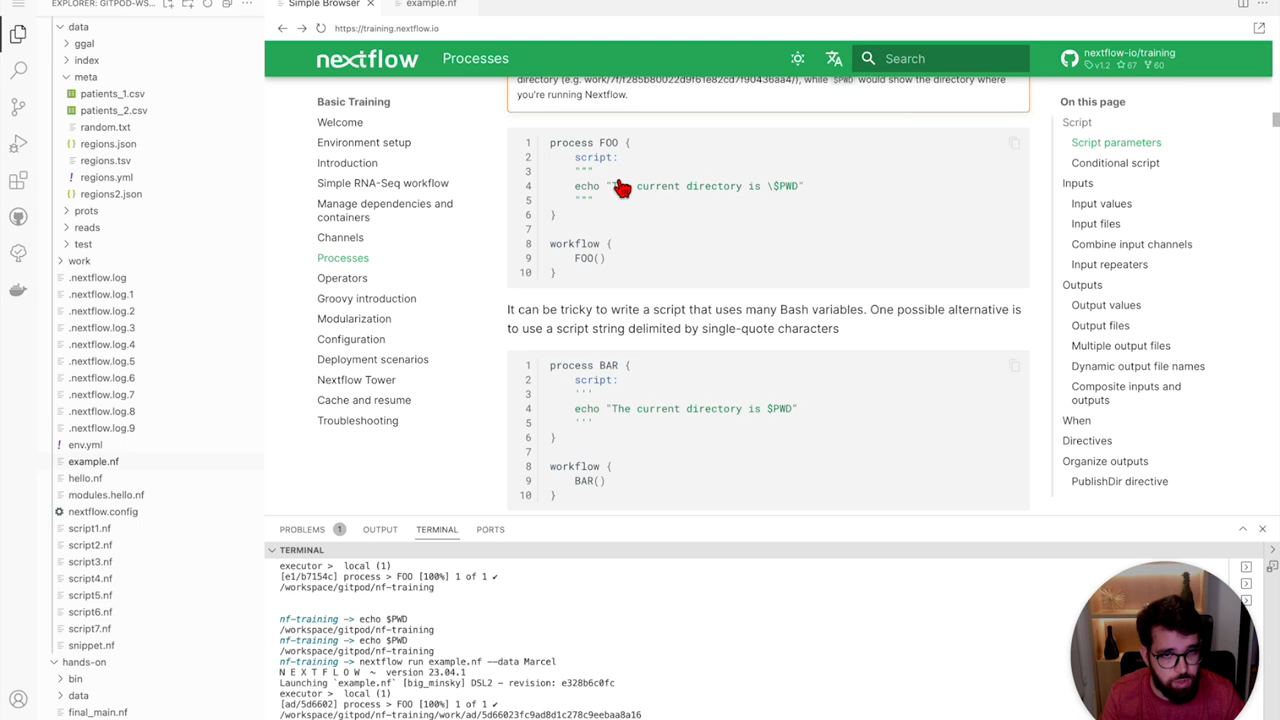 EXPLORER: GITPOD-WS...
Simple Browser
example.nf
https://training.nextflow.io
nextflow
Processes
Search
nextflow-io/training
v1.2 67 60
data
ggal
index
meta
patients_1.csv
patients_2.csv
random.txt
regions.json
regions.tsv
regions.yml
regions2.json
prots
reads
test
work
.nextflow.log
.nextflow.log.1
.nextflow.log.2
.nextflow.log.3
.nextflow.log.4
.nextflow.log.5
.nextflow.log.6
.nextflow.log.7
.nextflow.log.8
.nextflow.log.9
env.yml
example.nf
hello.nf
modules.hello.nf
nextflow.config
script1.nf
script2.nf
script3.nf
script4.nf
script5.nf
script6.nf
script7.nf
snippet.nf
hands-on
bin
data
final_main.nf
Basic Training
Welcome
Environment setup
Introduction
Simple RNA-Seq workflow
Manage dependencies and
containers
Channels
Processes
Operators
Groovy introduction
Modularization
Configuration
Deployment scenarios
Nextflow Tower
Cache and resume
Troubleshooting
directory (e.g. work/7f/f285b80022d9f61e82cd7f90436aa4/), while $PWD would show the directory where
you're running Nextflow.
1 process FOO {
2 script:
3 """
4 echo "The current directory is \$PWD"
5 """
6 }
7
8 workflow {
9 FOO()
10 }
It can be tricky to write a script that uses many Bash variables. One possible alternative is
to use a script string delimited by single-quote characters
1 process BAR {
2 script:
3 '''
4 echo "The current directory is $PWD"
5 '''
6 }
7
8 workflow {
9 BAR()
10 }
On this page
Script
Script parameters
Conditional script
Inputs
Input values
Input files
Combine input channels
Input repeaters
Outputs
Output values
Output files
Multiple output files
Dynamic output file names
Composite inputs and
outputs
When
Directives
Organize outputs
PublishDir directive
PROBLEMS 1 OUTPUT TERMINAL PORTS
TERMINAL
executor > local (1)
[e1/b7154c] process > FOO [100%] 1 of 1 ✔
/workspace/gitpod/nf-training
nf-training -> echo $PWD
/workspace/gitpod/nf-training
nf-training -> echo $PWD
/workspace/gitpod/nf-training
nf-training -> nextflow run example.nf --data Marcel
N E X T F L O W ~ version 23.04.1
Launching `example.nf` [big_minsky] DSL2 - revision: e328b6c0fc
executor > local (1)
[ad/5d6602] process > FOO [100%] 1 of 1 ✔
/workspace/gitpod/nf-training/work/ad/5d66023fc9ad8d1c278c9eebaa8a16